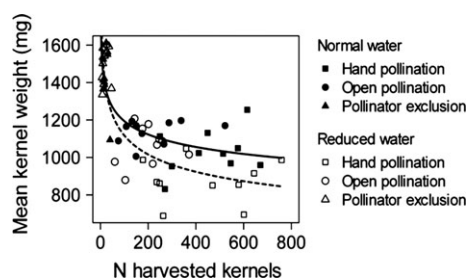 Mean kernel weight (mg)
1600
1400
1200
1000
800
0 200 400 600 800
N harvested kernels
Normal water
Hand pollination
Open pollination
Pollinator exclusion
Reduced water
Hand pollination
Open pollination
Pollinator exclusion